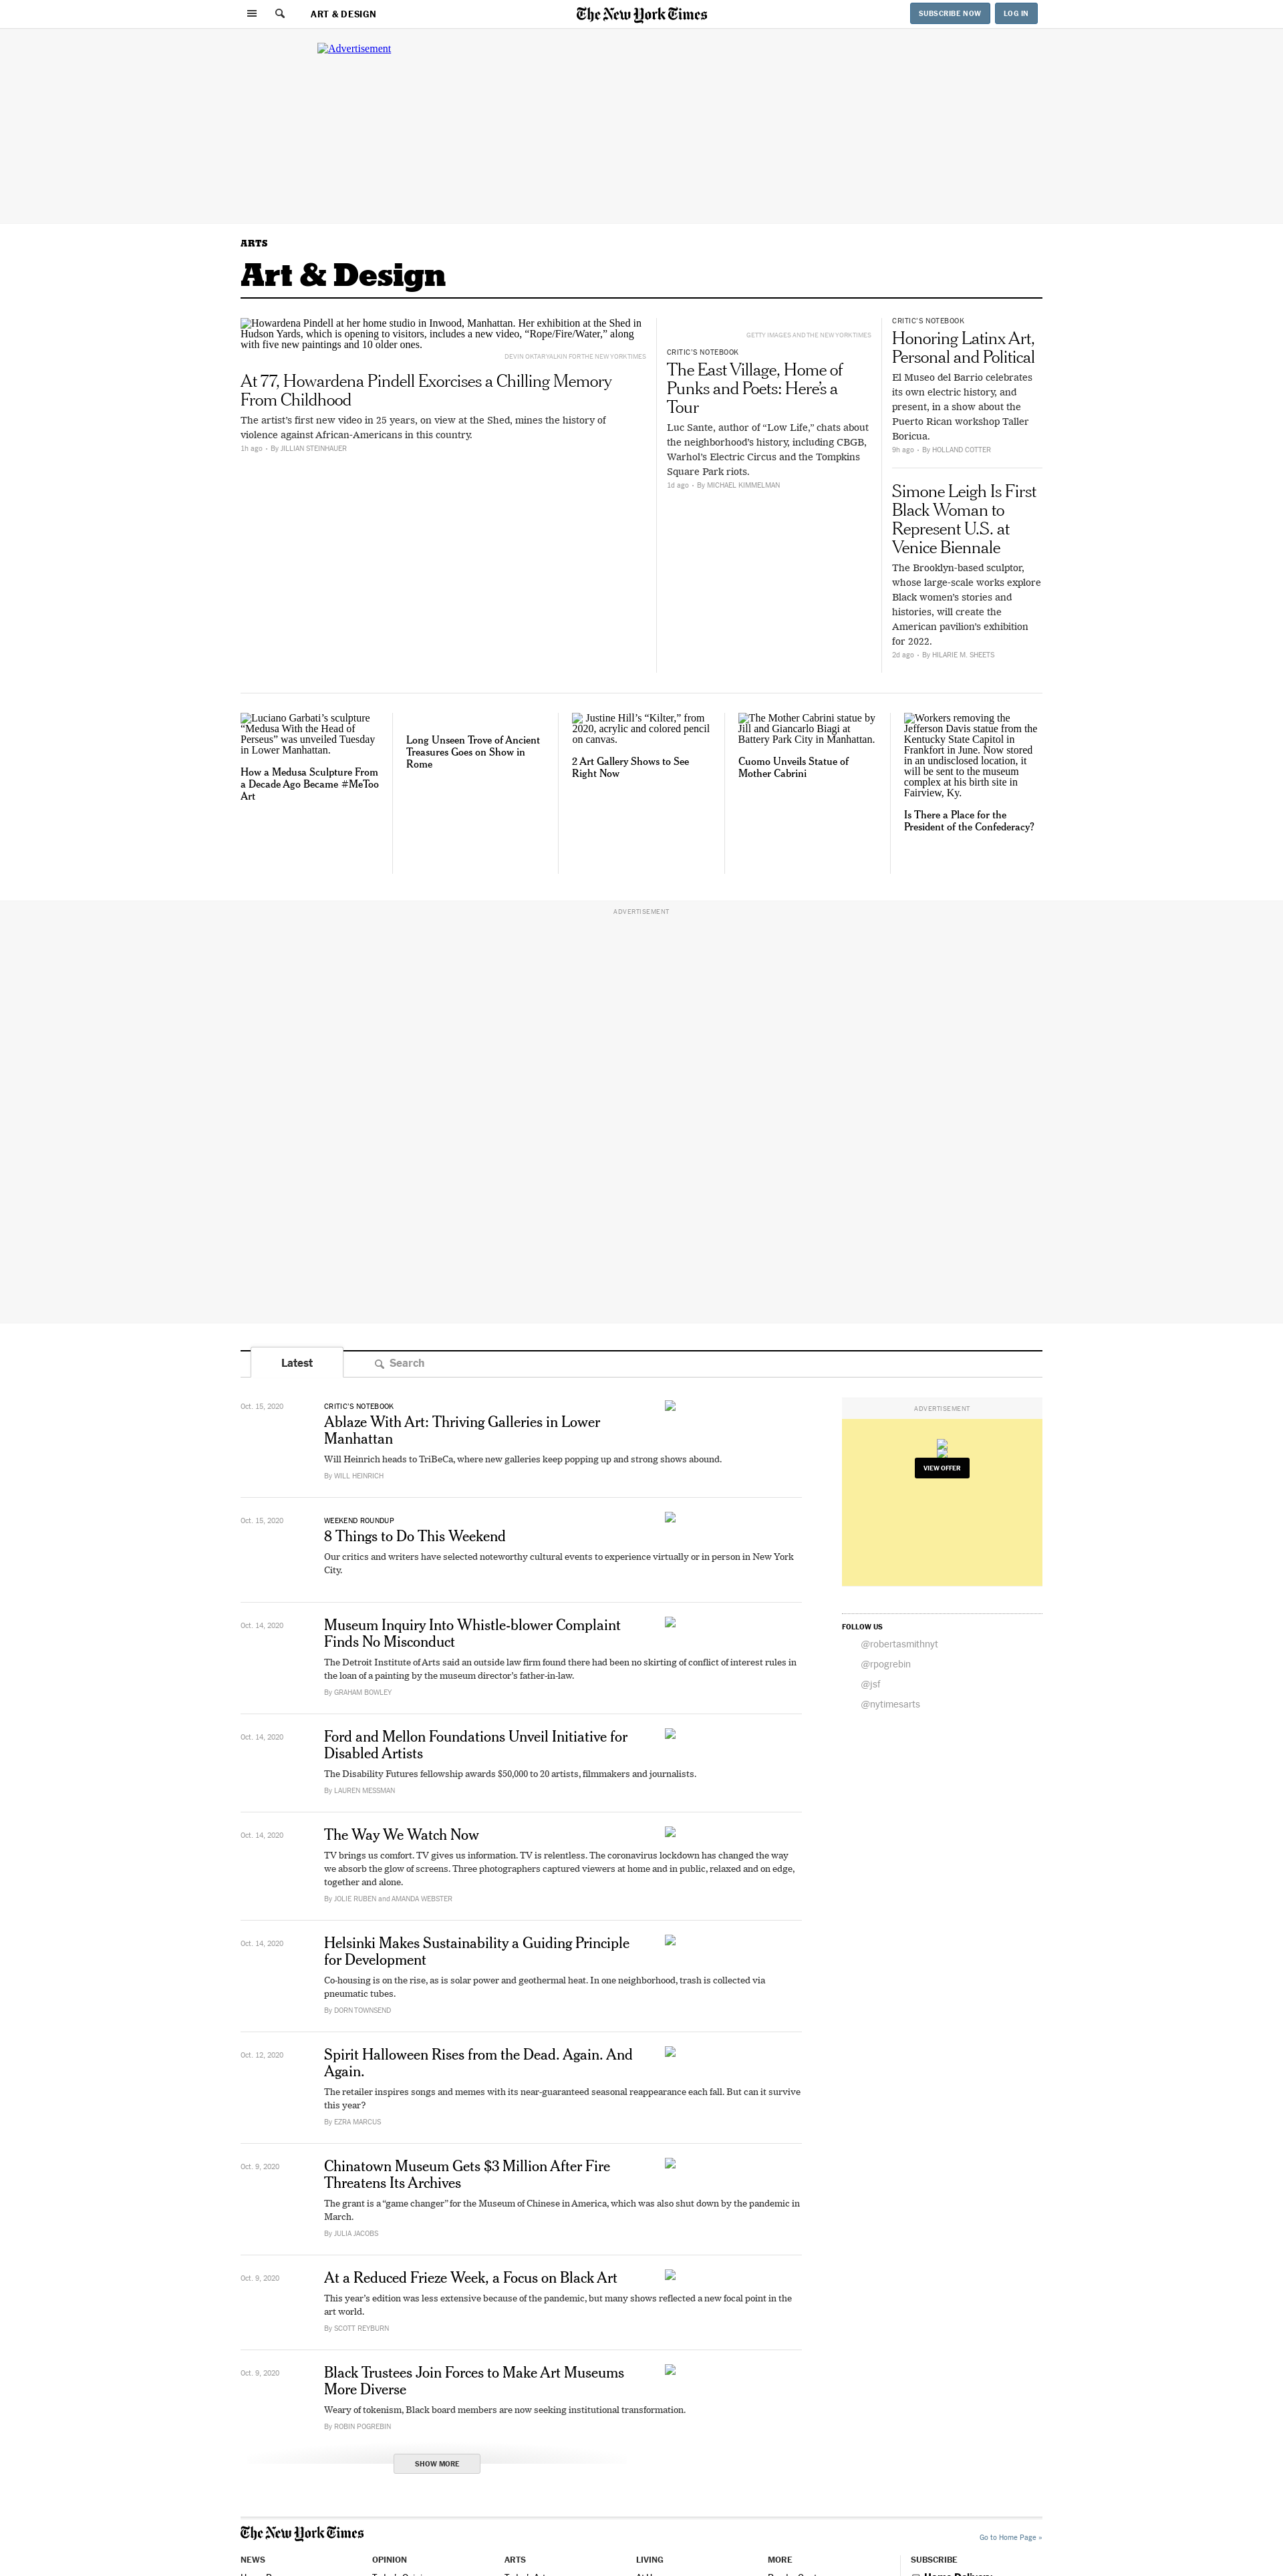 ART & DESIGN
The New York Times
SUBSCRIBE NOW
LOG IN
Advertisement
ARTS
Art & Design
Howardena Pindell at her home studio in Inwood, Manhattan. Her exhibition at the Shed in
Hudson Yards, which is opening to visitors, includes a new video, “Rope/Fire/Water,” along
with five new paintings and 10 older ones.
DEVIN OKTAR YALKIN FOR THE NEW YORK TIMES
At 77, Howardena Pindell Exorcises a Chilling Memory
From Childhood
The artist’s first new video in 25 years, on view at the Shed, mines the history of
violence against African-Americans in this country.
1h ago • By JILLIAN STEINHAUER
GETTY IMAGES AND THE NEW YORK TIMES
CRITIC’S NOTEBOOK
The East Village, Home of
Punks and Poets: Here’s a
Tour
Luc Sante, author of “Low Life,” chats about
the neighborhood’s history, including CBGB,
Warhol’s Electric Circus and the Tompkins
Square Park riots.
1d ago • By MICHAEL KIMMELMAN
CRITIC’S NOTEBOOK
Honoring Latinx Art,
Personal and Political
El Museo del Barrio celebrates
its own electric history, and
present, in a show about the
Puerto Rican workshop Taller
Boricua.
9h ago • By HOLLAND COTTER
Simone Leigh Is First
Black Woman to
Represent U.S. at
Venice Biennale
The Brooklyn-based sculptor,
whose large-scale works explore
Black women’s stories and
histories, will create the
American pavilion’s exhibition
for 2022.
2d ago • By HILARIE M. SHEETS
Luciano Garbati’s sculpture
“Medusa With the Head of
Perseus” was unveiled Tuesday
in Lower Manhattan.
How a Medusa Sculpture From
a Decade Ago Became #MeToo
Art
Long Unseen Trove of Ancient
Treasures Goes on Show in
Rome
Justine Hill’s “Kilter,” from
2020, acrylic and colored pencil
on canvas.
2 Art Gallery Shows to See
Right Now
The Mother Cabrini statue by
Jill and Giancarlo Biagi at
Battery Park City in Manhattan.
Cuomo Unveils Statue of
Mother Cabrini
Workers removing the
Jefferson Davis statue from the
Kentucky State Capitol in
Frankfort in June. Now stored
in an undisclosed location, it
will be sent to the museum
complex at his birth site in
Fairview, Ky.
Is There a Place for the
President of the Confederacy?
ADVERTISEMENT
Latest
Search
Oct. 15, 2020
CRITIC’S NOTEBOOK
Ablaze With Art: Thriving Galleries in Lower
Manhattan
Will Heinrich heads to TriBeCa, where new galleries keep popping up and strong shows abound.
By WILL HEINRICH
Oct. 15, 2020
WEEKEND ROUNDUP
8 Things to Do This Weekend
Our critics and writers have selected noteworthy cultural events to experience virtually or in person in New York
City.
Oct. 14, 2020
Museum Inquiry Into Whistle-blower Complaint
Finds No Misconduct
The Detroit Institute of Arts said an outside law firm found there had been no skirting of conflict of interest rules in
the loan of a painting by the museum director’s father-in-law.
By GRAHAM BOWLEY
Oct. 14, 2020
Ford and Mellon Foundations Unveil Initiative for
Disabled Artists
The Disability Futures fellowship awards $50,000 to 20 artists, filmmakers and journalists.
By LAUREN MESSMAN
Oct. 14, 2020
The Way We Watch Now
TV brings us comfort. TV gives us information. TV is relentless. The coronavirus lockdown has changed the way
we absorb the glow of screens. Three photographers captured viewers at home and in public, relaxed and on edge,
together and alone.
By JOLIE RUBEN and AMANDA WEBSTER
Oct. 14, 2020
Helsinki Makes Sustainability a Guiding Principle
for Development
Co-housing is on the rise, as is solar power and geothermal heat. In one neighborhood, trash is collected via
pneumatic tubes.
By DORN TOWNSEND
Oct. 12, 2020
Spirit Halloween Rises from the Dead. Again. And
Again.
The retailer inspires songs and memes with its near-guaranteed seasonal reappearance each fall. But can it survive
this year?
By EZRA MARCUS
Oct. 9, 2020
Chinatown Museum Gets $3 Million After Fire
Threatens Its Archives
The grant is a “game changer” for the Museum of Chinese in America, which was also shut down by the pandemic in
March.
By JULIA JACOBS
Oct. 9, 2020
At a Reduced Frieze Week, a Focus on Black Art
This year’s edition was less extensive because of the pandemic, but many shows reflected a new focal point in the
art world.
By SCOTT REYBURN
Oct. 9, 2020
Black Trustees Join Forces to Make Art Museums
More Diverse
Weary of tokenism, Black board members are now seeking institutional transformation.
By ROBIN POGREBIN
SHOW MORE
ADVERTISEMENT
VIEW OFFER
FOLLOW US
@robertasmithnyt
@rpogrebin
@jsf
@nytimesarts
The New York Times
Go to Home Page »
NEWS
OPINION
ARTS
LIVING
MORE
SUBSCRIBE